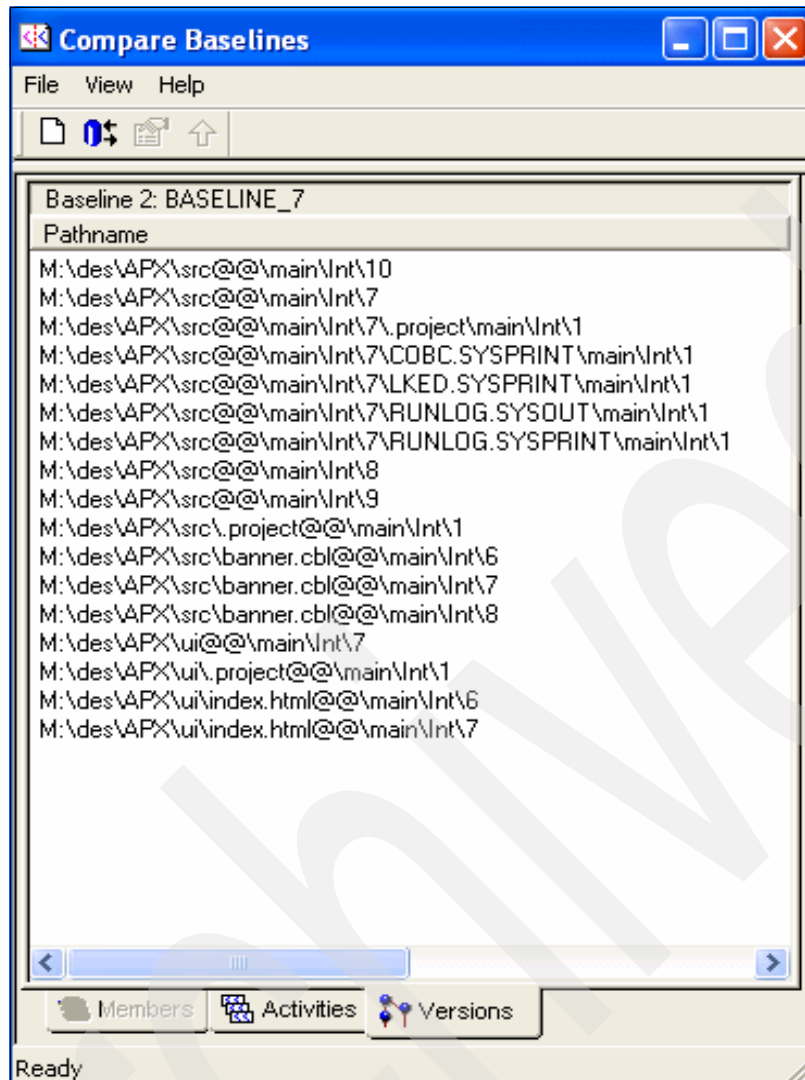 Compare Baselines
File View Help
Baseline 2: BASELINE_7
Pathname
M:\des\APX\src@@\main\Int\10
M:\des\APX\src@@\main\Int\7
M:\des\APX\src@@\main\Int\7\.project\main\Int\1
M:\des\APX\src@@\main\Int\7\COBC.SYSPRINT\main\Int\1
M:\des\APX\src@@\main\Int\7\LKED.SYSPRINT\main\Int\1
M:\des\APX\src@@\main\Int\7\RUNLOG.SYSOUT\main\Int\1
M:\des\APX\src@@\main\Int\7\RUNLOG.SYSPRINT\main\Int\1
M:\des\APX\src@@\main\Int\8
M:\des\APX\src@@\main\Int\9
M:\des\APX\src\.project@@\main\Int\1
M:\des\APX\src\banner.cbl@@\main\Int\6
M:\des\APX\src\banner.cbl@@\main\Int\7
M:\des\APX\src\banner.cbl@@\main\Int\8
M:\des\APX\ui@@\main\Int\7
M:\des\APX\ui\.project@@\main\Int\1
M:\des\APX\ui\index.html@@\main\Int\6
M:\des\APX\ui\index.html@@\main\Int\7
Members Activities Versions
Ready